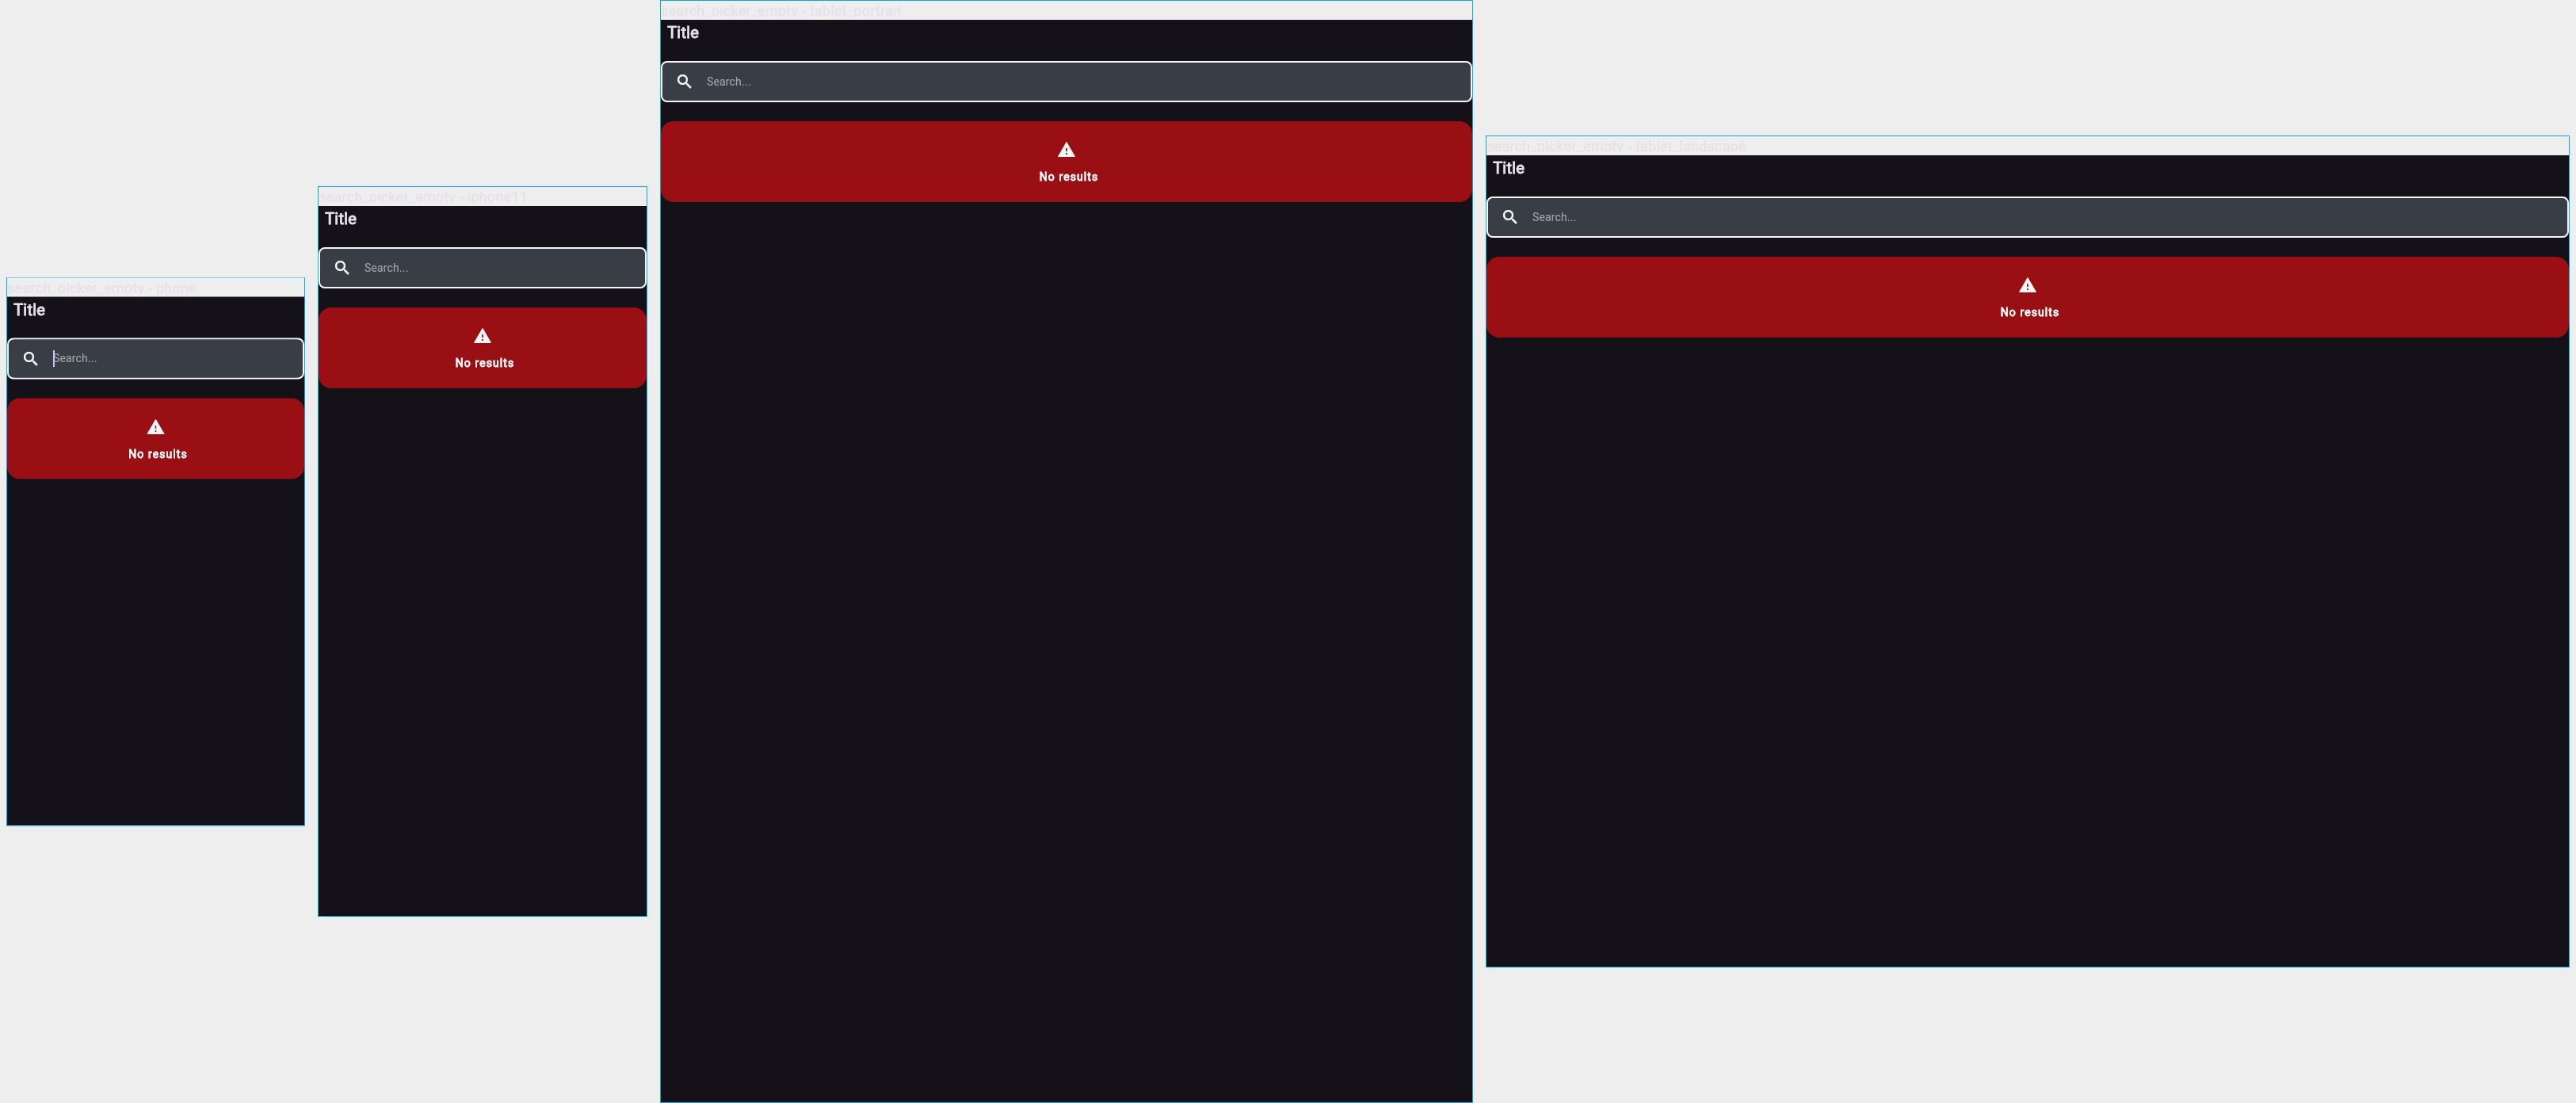 search_picker_empty - phone
Title
Search...
No results
search_picker_empty - iphone11
Title
Search...
No results
search_picker_empty - tablet_portrait
Title
Search...
No results
search_picker_empty - tablet_landscape
Title
Search...
No results